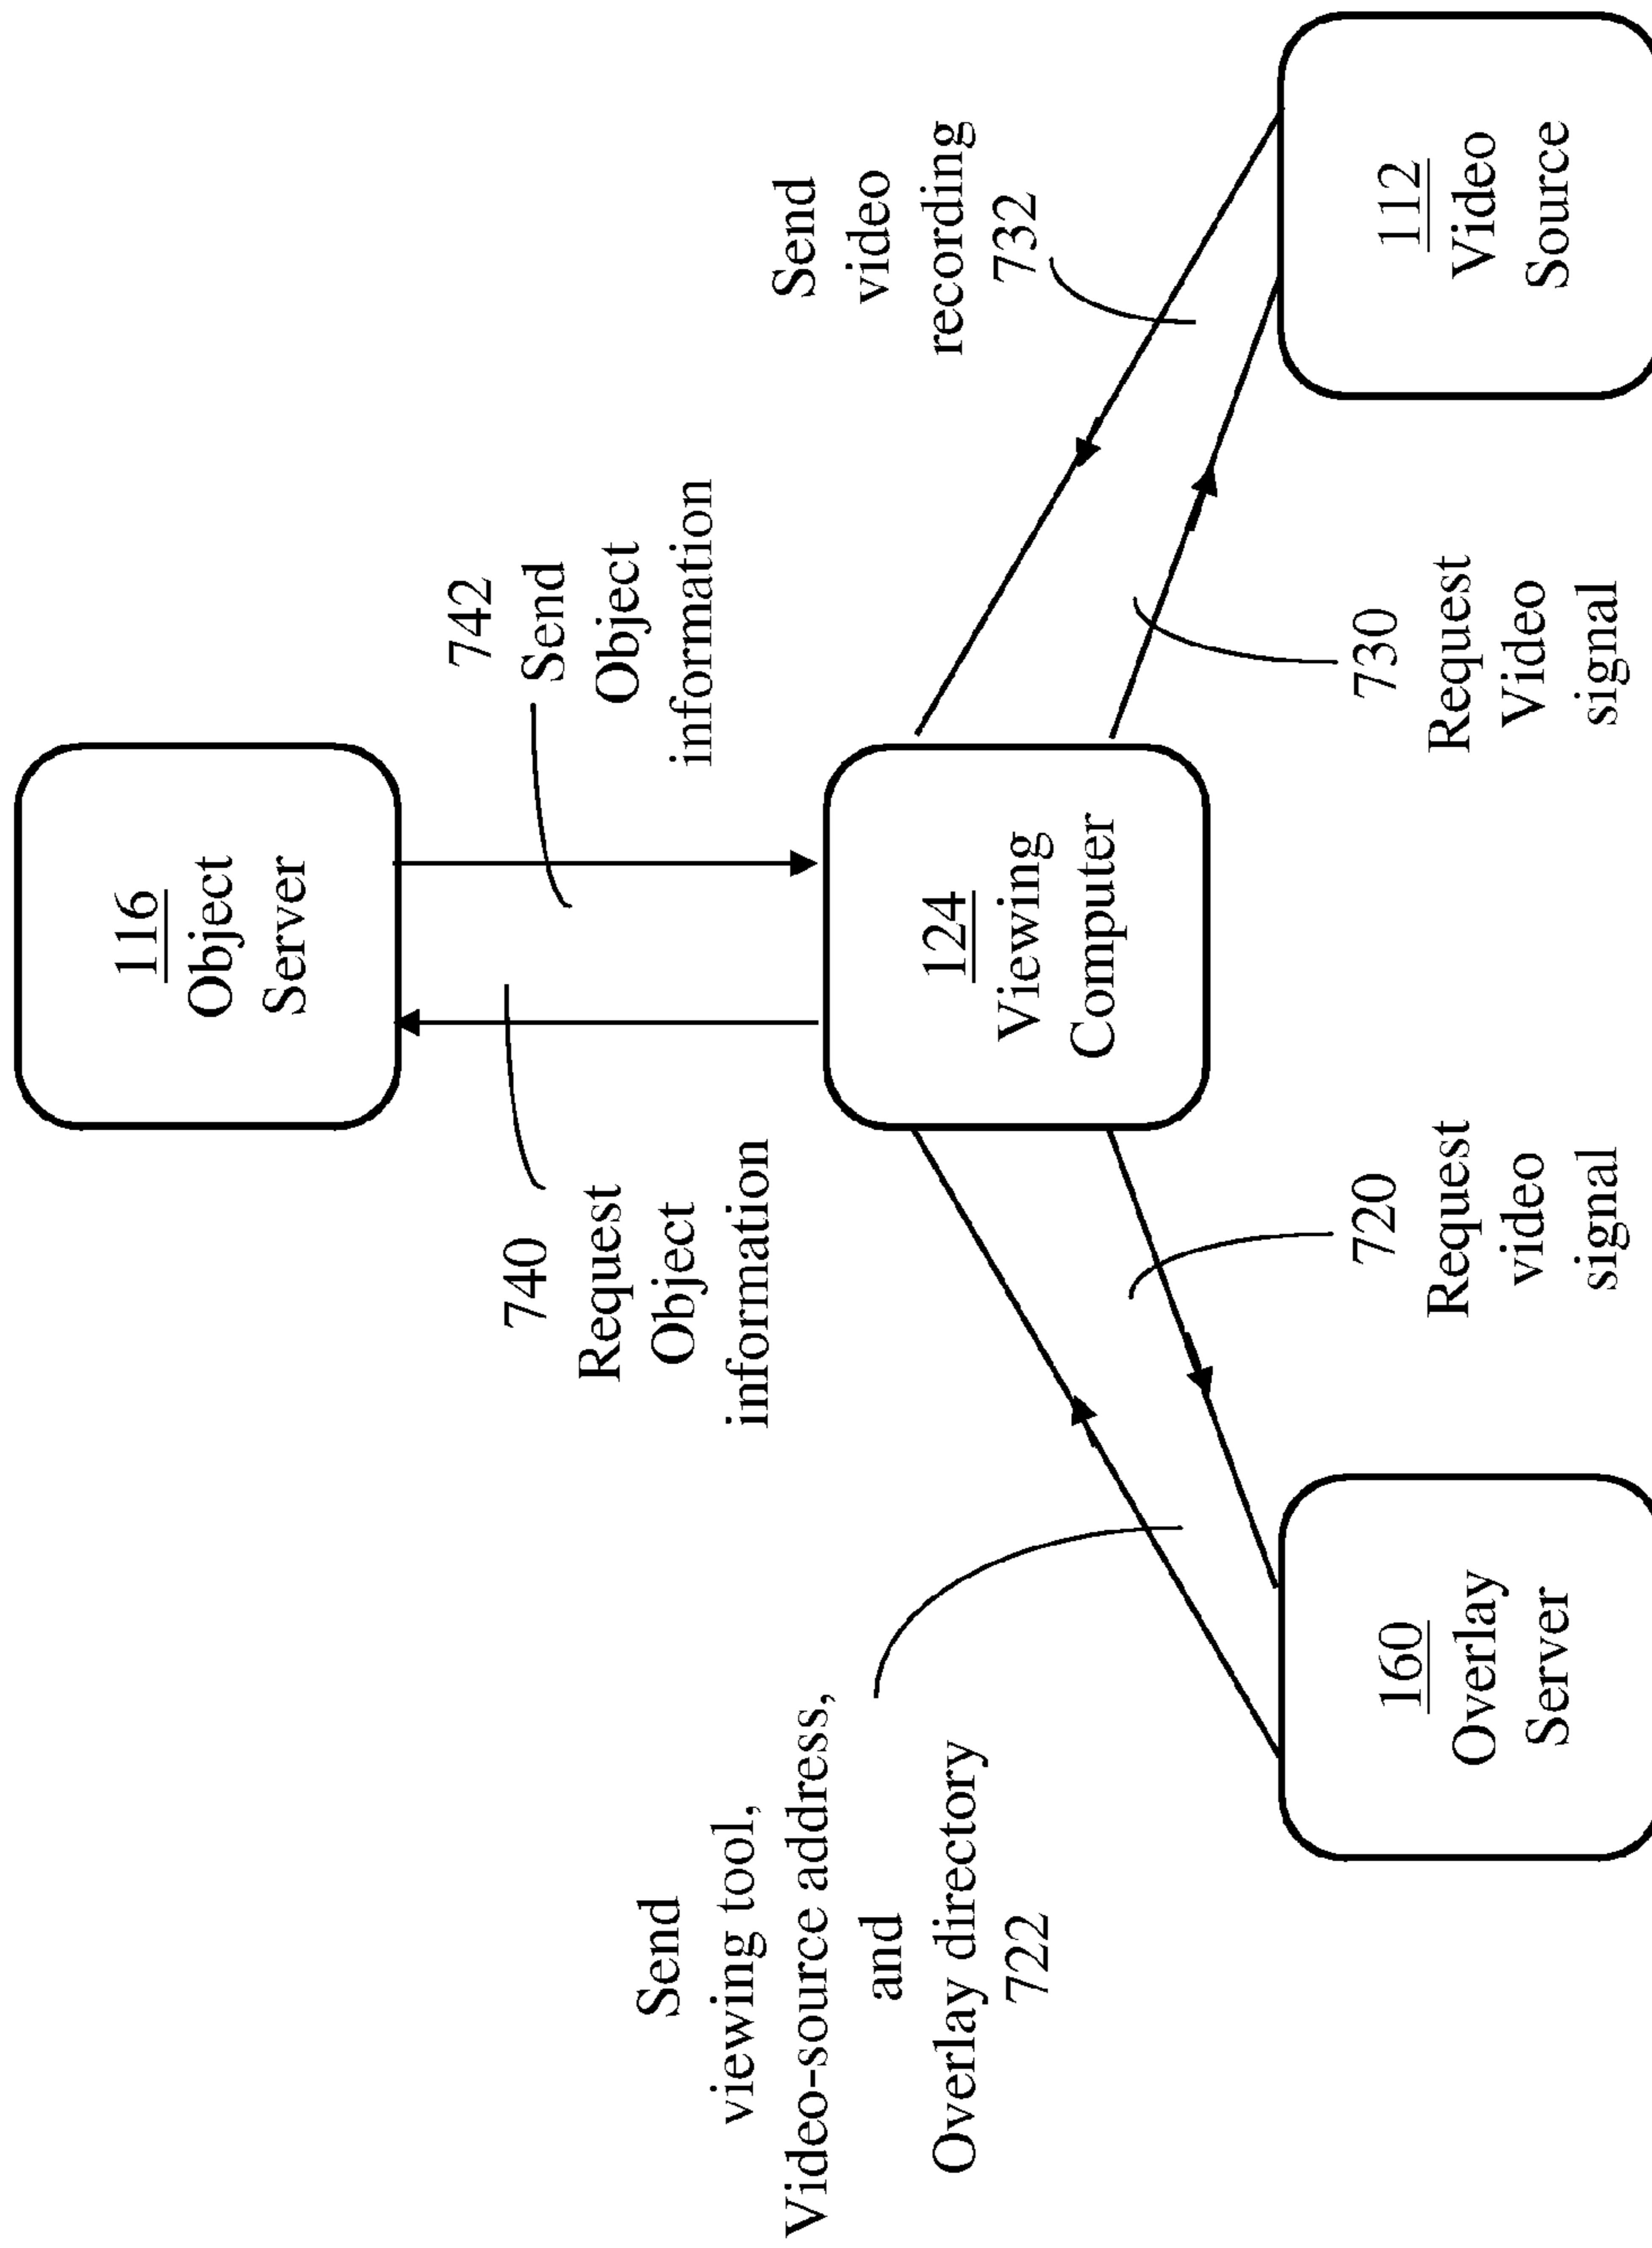 116
Object
Server
740
Request
Object
information
742
Send
Object
information
Send
viewing tool,
Video-source address,
and
Overlay directory
722
124
Viewing
Computer
Send
video
recording
732
160
Overlay
Server
720
Request
video
signal
730
Request
Video
signal
112
Video
Source